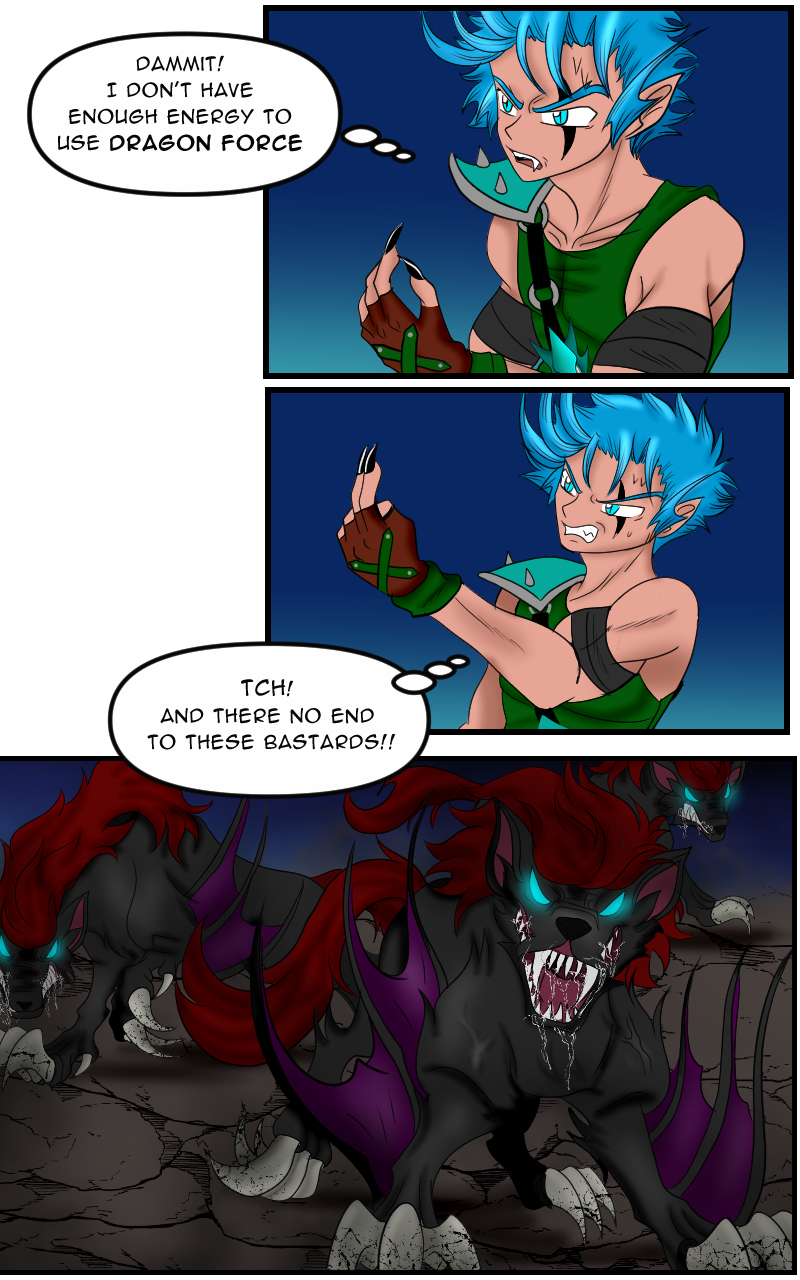 DAMMIT!
I DON'T HAVE
ENOUGH ENERGY TO
USE DRAGON FORCE
TCH!
AND THERE NO END
TO THESE BASTARDS!!